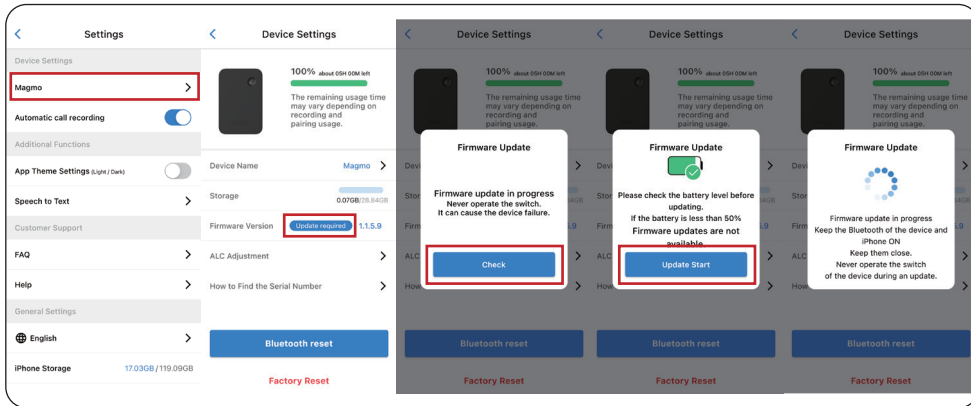 Settings
Device Settings
Magmo
Automatic call recording
Additional Functions
App Theme Settings (Light / Dark)
Speech to Text
Customer Support
FAQ
Help
General Settings
English
iPhone Storage 17.03GB / 119.09GB
Device Settings
100% about 05H 00M left
The remaining usage time
may vary depending on
recording and
pairing usage.
Device Name Magmo
Storage
0.07GB/28.84GB
Firmware Version Update required 1.1.5.9
ALC Adjustment
How to Find the Serial Number
Bluetooth reset
Factory Reset
Device Settings
100% about 05H 00M left
The remaining usage time
may vary depending on
recording and
pairing usage.
Firmware Update
Firmware update in progress
Never operate the switch.
It can cause the device failure.
Check
Bluetooth reset
Factory Reset
Device Settings
100% about 05H 00M left
The remaining usage time
may vary depending on
recording and
pairing usage.
Firmware Update
Please check the battery level before
updating.
If the battery is less than 50%
Firmware updates are not
available.
Update Start
Bluetooth reset
Factory Reset
Device Settings
100% about 05H 00M left
The remaining usage time
may vary depending on
recording and
pairing usage.
Firmware Update
Firmware update in progress
Keep the Bluetooth of the device and
iPhone ON
Keep them close.
Never operate the switch
of the device during an update.
Bluetooth reset
Factory Reset